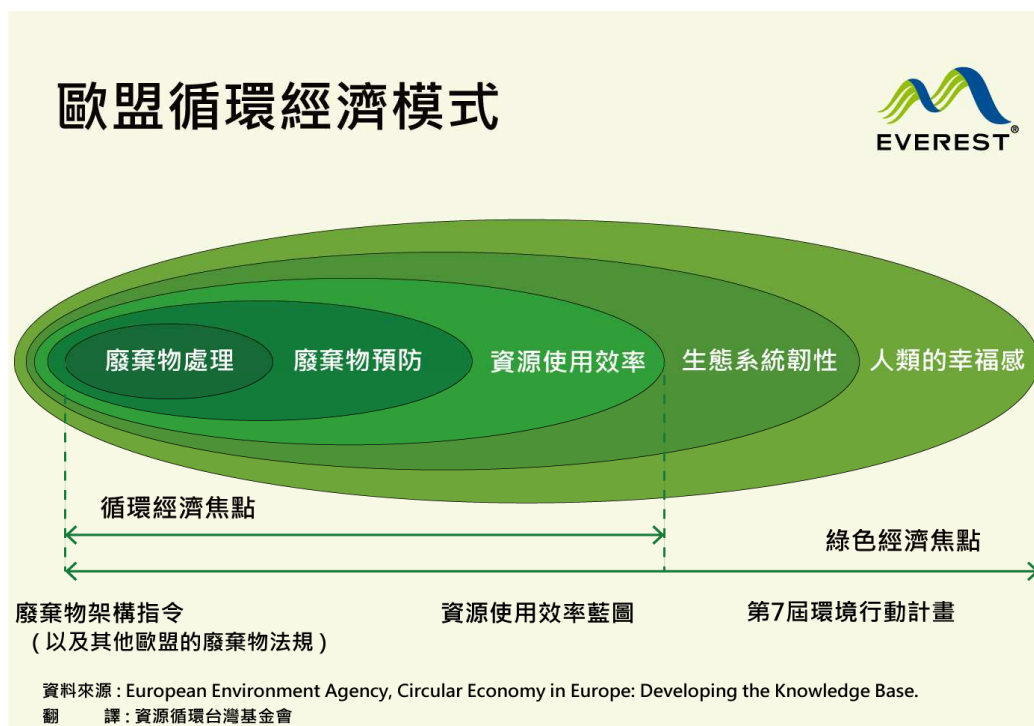 歐盟循環經濟模式
EVEREST®
廢棄物處理
廢棄物預防
資源使用效率
生態系統韌性
人類的幸福感
循環經濟焦點
綠色經濟焦點
廢棄物架構指令
(以及其他歐盟的廢棄物法規)
資源使用效率藍圖
第7屆環境行動計畫
資料來源 : European Environment Agency, Circular Economy in Europe: Developing the Knowledge Base.
翻 譯 : 資源循環台灣基金會